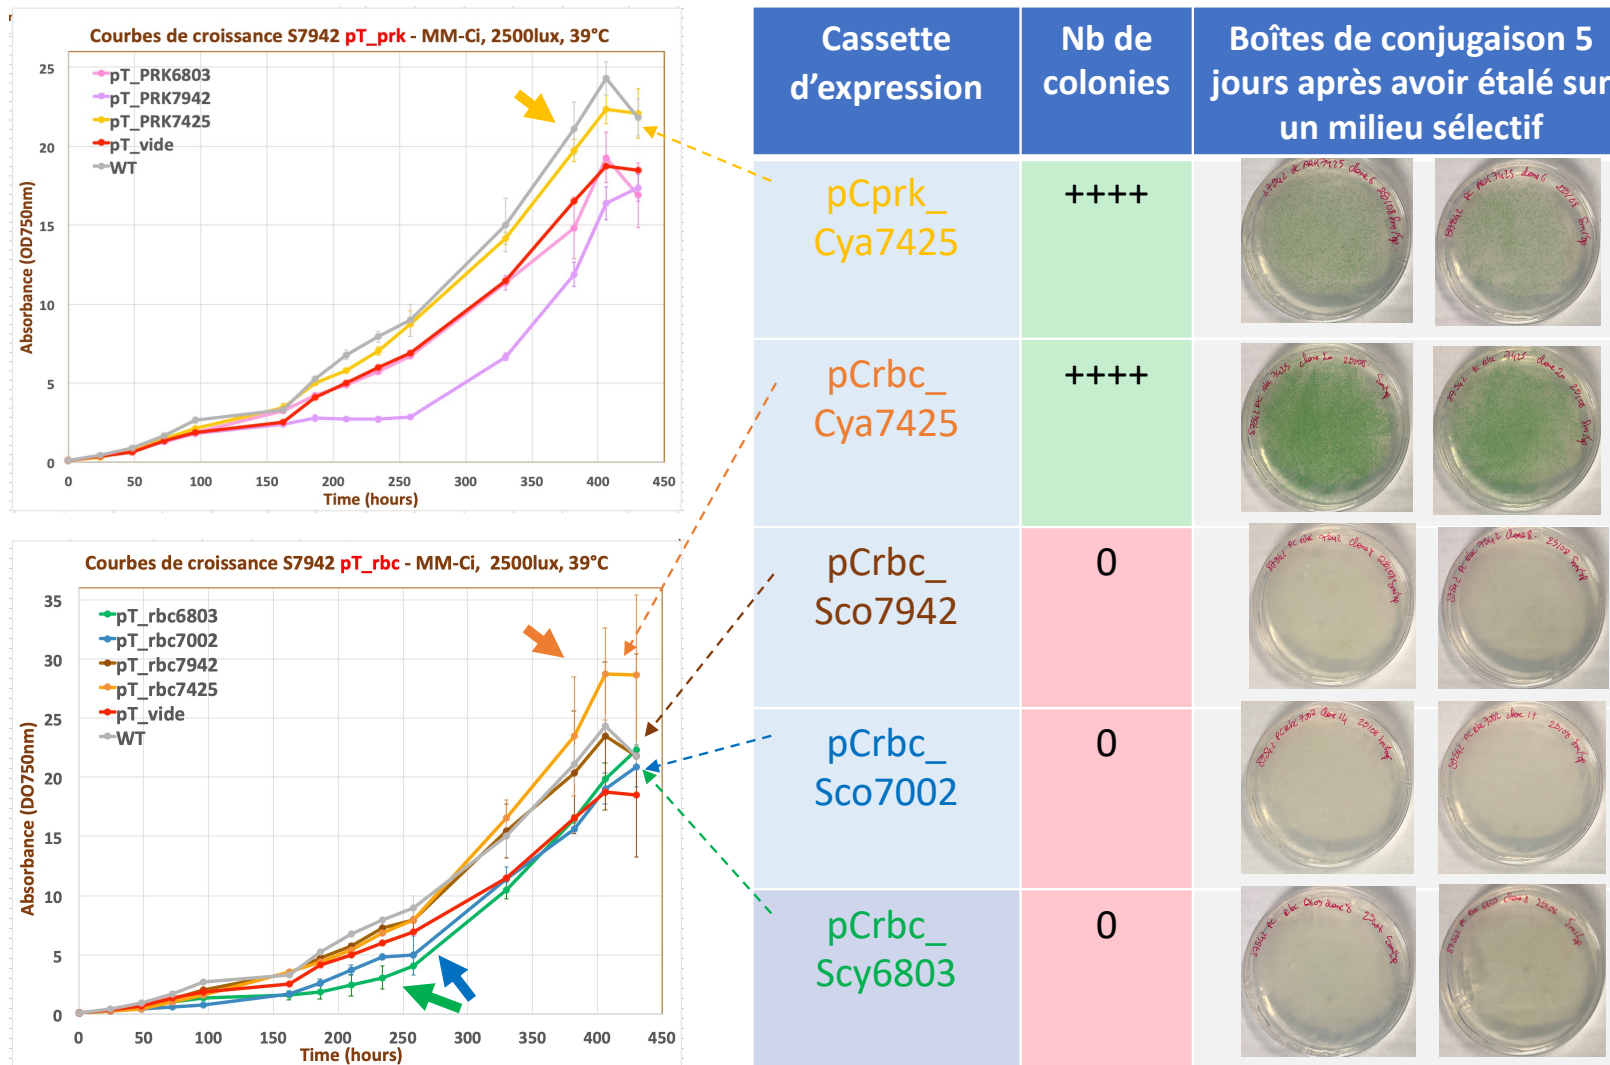 Courbes de croissance S7942 pT_prk - MM-Ci, 2500lux, 39°C
Absorbance (OD750nm)
25
20
15
10
5
0
pT_PRK6803
pT_PRK7942
pT_PRK7425
pT_vide
WT
0 50 100 150 200 250 300 350 400 450
Time (hours)
Courbes de croissance S7942 pT_rbc - MM-Ci, 2500lux, 39°C
Absorbance (DO750nm)
35
30
25
20
15
10
5
0
pT_rbc6803
pT_rbc7002
pT_rbc7942
pT_rbc7425
pT_vide
WT
0 50 100 150 200 250 300 350 400 450
Time (hours)
Cassette
d'expression
Nb de
colonies
Boîtes de conjugaison 5
jours après avoir étalé sur
un milieu sélectif
pCprk_
Cya7425
++++
pCrbc_
Cya7425
++++
pCrbc_
Sco7942
0
pCrbc_
Sco7002
0
pCrbc_
Scy6803
0